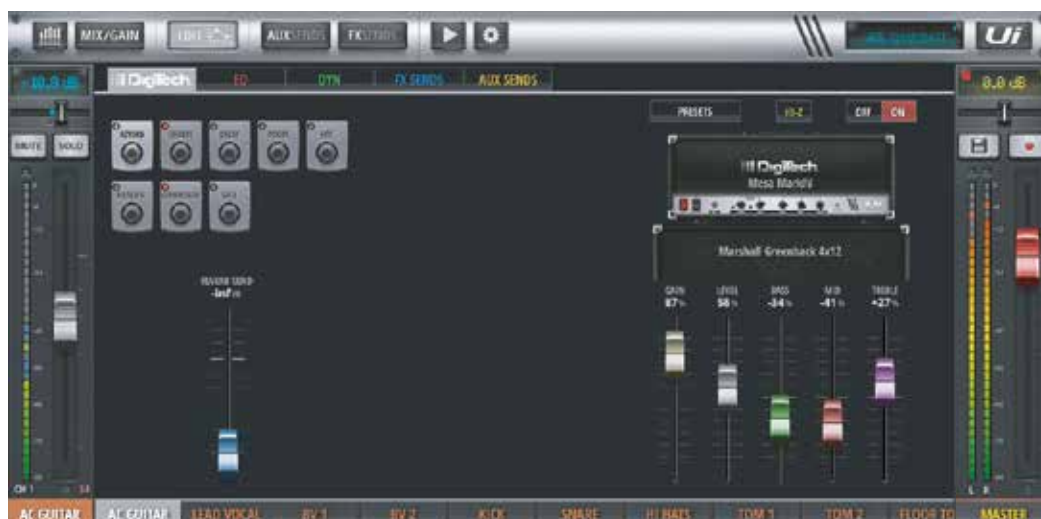 MIX/GAIN EDIT AUX SENDS FX SENDS Ui
-10.9 dB DigiTech EQ DYN FX SENDS AUX SENDS 0.0 dB
PRESETS HI-Z OFF ON
MUTE SOLO
REVERB
DigiTech
Mesa MarkIV
Marshall Greenback 4x12
REVERB SEND
-inf
GAIN LEVEL BASS MID TREBLE
87% 58% -34% -41% +27%
CH 1 L R
AC GUITAR AC GUITAR LEAD VOCAL BV 1 BV 2 KICK SNARE HI HATS TOM 1 TOM 2 FLOOR TO MASTER